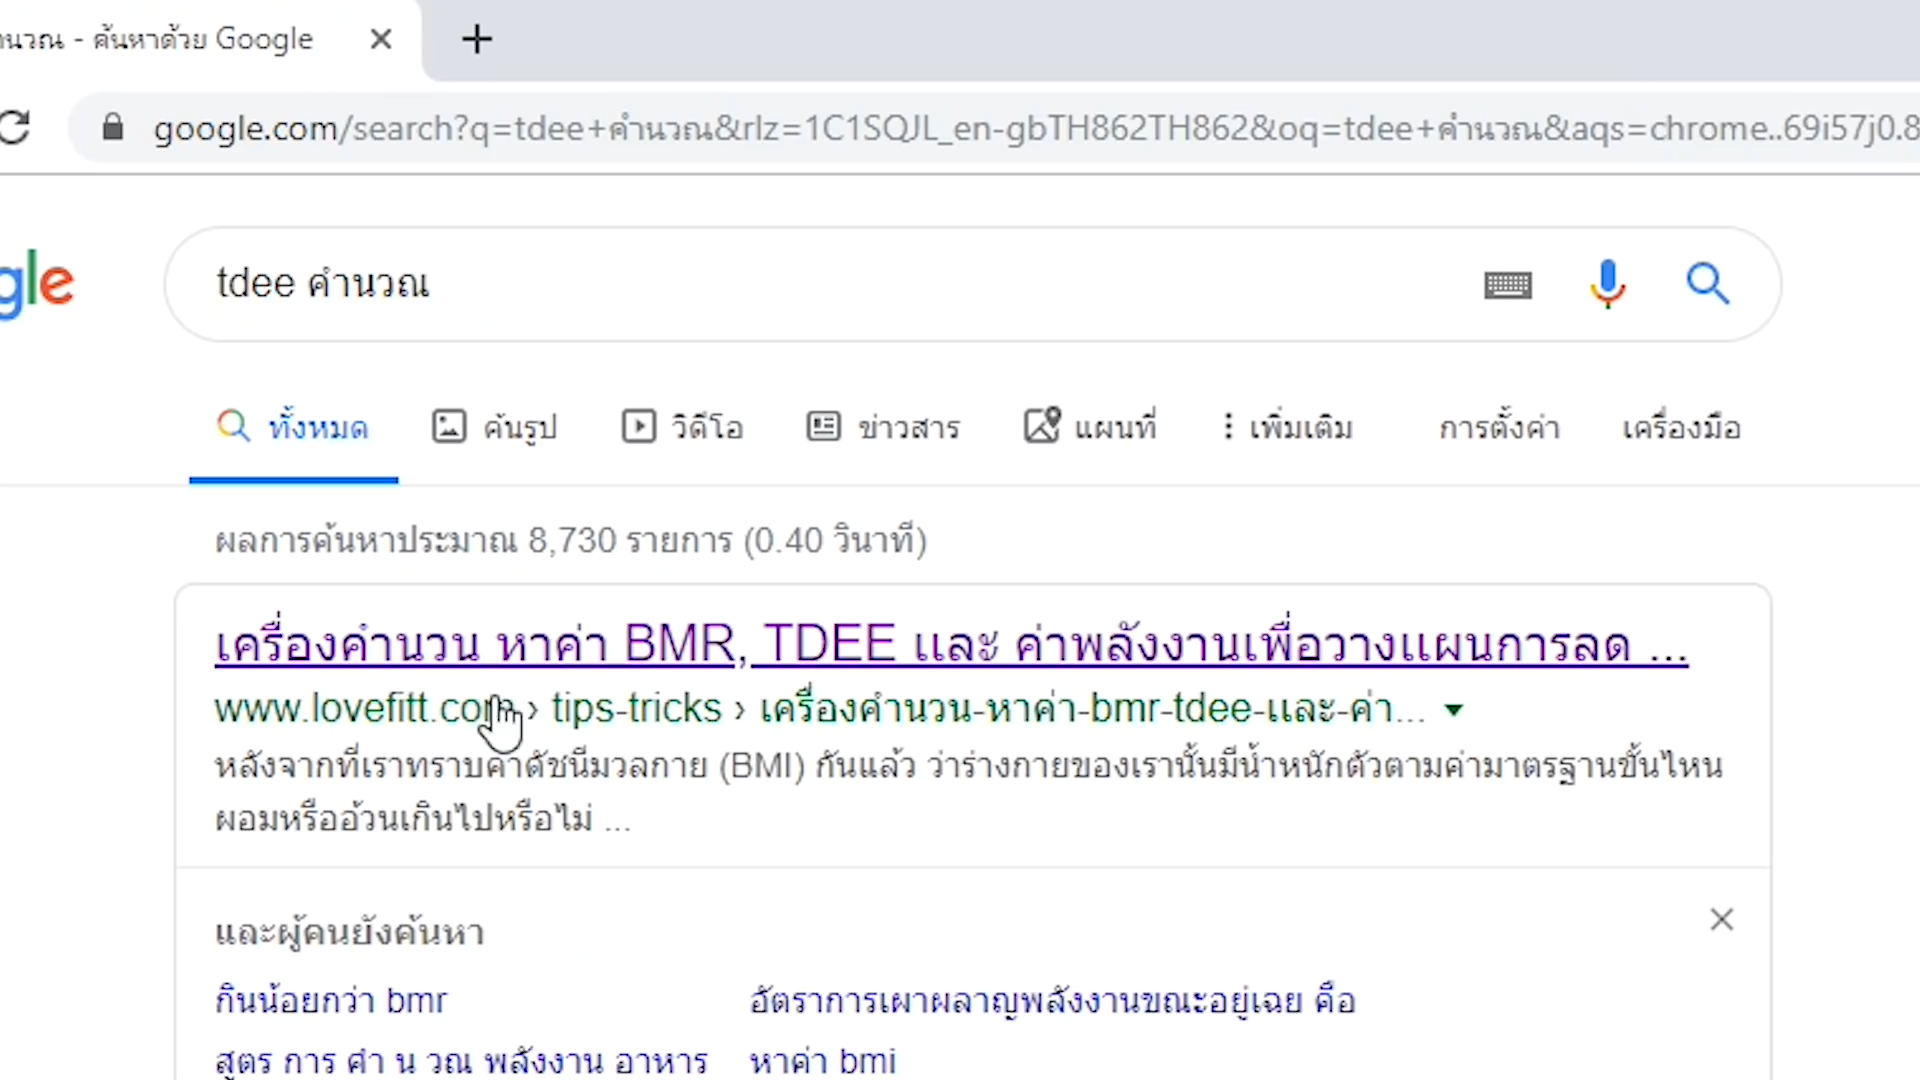 คำนวณ - ค้นหาด้วย Google
google.com/search?q=tdee+คำนวณ&rlz=1C1SQJL_en-gbTH862TH862&oq=tdee+คำนวณ&aqs=chrome..69i57j0.8
gle
tdee คำนวณ
ทั้งหมด ค้นรูป วิดีโอ ข่าวสาร แผนที่ เพิ่มเติม การตั้งค่า เครื่องมือ
ผลการค้นหาประมาณ 8,730 รายการ (0.40 วินาที)
เครื่องคำนวน หาค่า BMR, TDEE และ ค่าพลังงานเพื่อวางแผนการลด ...
www.lovefitt.com › tips-tricks › เครื่องคำนวน-หาค่า-bmr-tdee-และ-ค่า...
หลังจากที่เราทราบค่าดัชนีมวลกาย (BMI) กันแล้ว ว่าร่างกายของเรานั้นมีน้ำหนักตัวตามค่ามาตรฐานขั้นไหน
ผอมหรืออ้วนเกินไปหรือไม่ ...
และผู้คนยังค้นหา
กินน้อยกว่า bmr
อัตราการเผาผลาญพลังงานขณะอยู่เฉย คือ
สูตร การ คํา น วณ พลังงาน อาหาร
หาค่า bmi